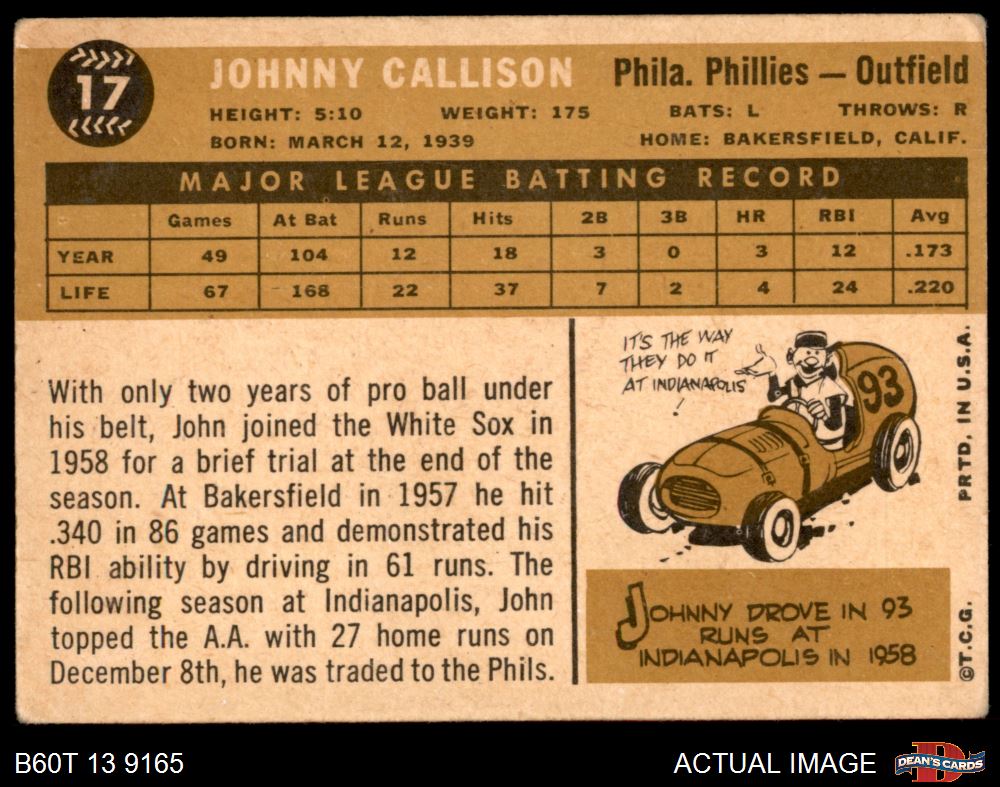 17
JOHNNY CALLISON Phila. Phillies — Outfield
HEIGHT: 5:10 WEIGHT: 175 BATS: L THROWS: R
BORN: MARCH 12, 1939 HOME: BAKERSFIELD, CALIF.
MAJOR LEAGUE BATTING RECORD
Games At Bat Runs Hits 2B 3B HR RBI Avg
YEAR 49 104 12 18 3 0 3 12 .173
LIFE 67 168 22 37 7 2 4 24 .220
With only two years of pro ball under
his belt, John joined the White Sox in
1958 for a brief trial at the end of the
season. At Bakersfield in 1957 he hit
.340 in 86 games and demonstrated his
RBI ability by driving in 61 runs. The
following season at Indianapolis, John
topped the A.A. with 27 home runs on
December 8th, he was traded to the Phils.
IT'S THE WAY
THEY DO IT
AT INDIANAPOLIS
!
93
JOHNNY DROVE IN 93
RUNS AT
INDIANAPOLIS IN 1958
PRTD. IN U.S.A.
©T.C.G.
B60T 13 9165 ACTUAL IMAGE
B
DEAN'S CARDS